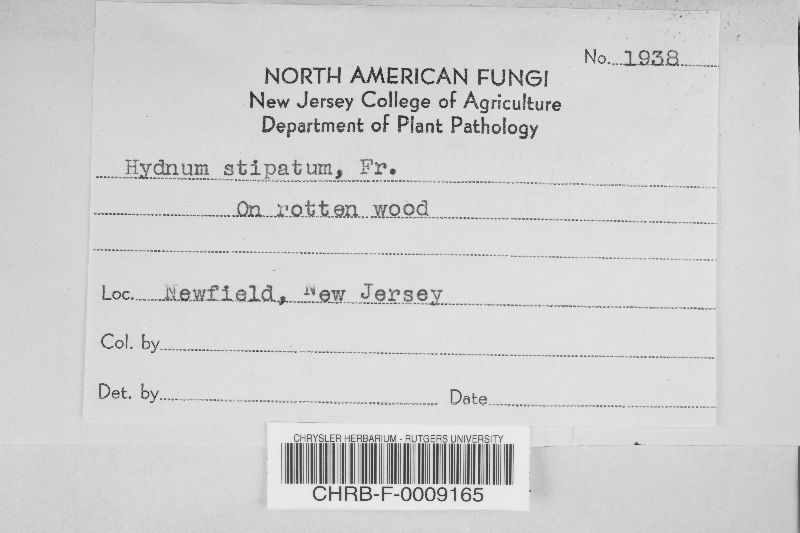 No. 1938
NORTH AMERICAN FUNGI
New Jersey College of Agriculture
Department of Plant Pathology
Hydnum stipatum, Fr.
On rotten wood
Loc. Newfield, New Jersey
Col. by
Det. by Date
CHRYSLER HERBARIUM - RUTGERS UNIVERSITY
CHRB-F-0009165